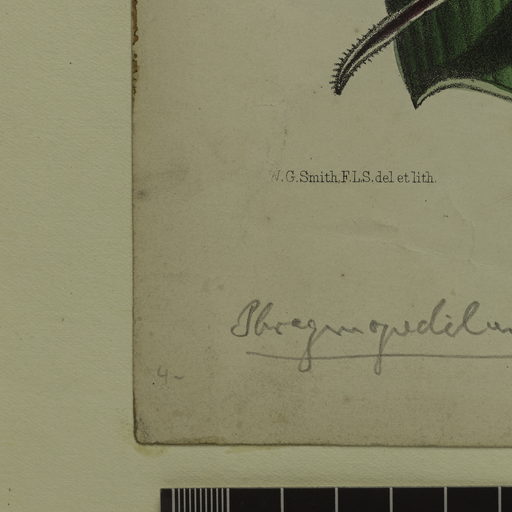 W. G. Smith, F.L.S. del et lith.
4-